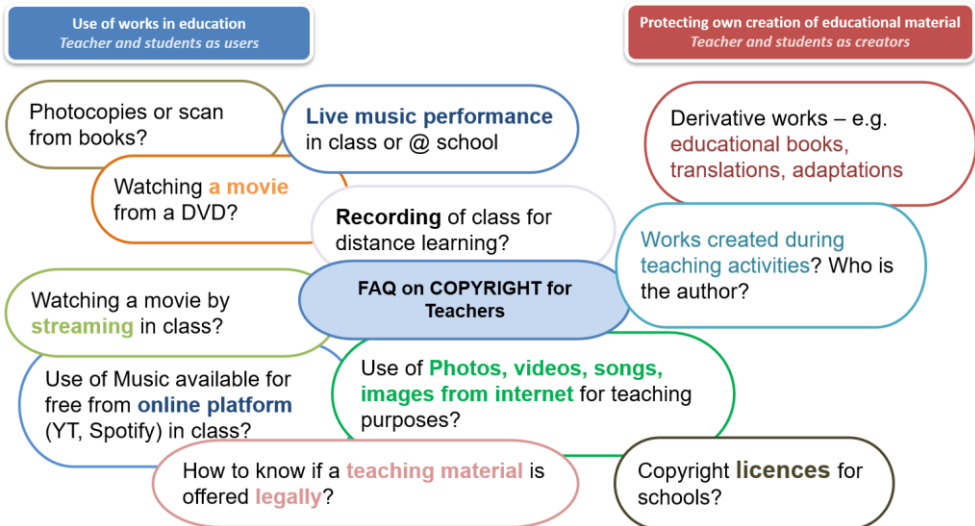 Use of works in education
Teacher and students as users
Protecting own creation of educational material
Teacher and students as creators
Photocopies or scan
from books?
Live music performance
in class or @ school
Derivative works – e.g.
educational books,
translations, adaptations
Watching a movie
from a DVD?
Recording of class for
distance learning?
Works created during
teaching activities? Who is
the author?
Watching a movie by
streaming in class?
FAQ on COPYRIGHT for
Teachers
Use of Music available for
free from online platform
(YT, Spotify) in class?
Use of Photos, videos, songs,
images from internet for teaching
purposes?
How to know if a teaching material is
offered legally?
Copyright licences for
schools?